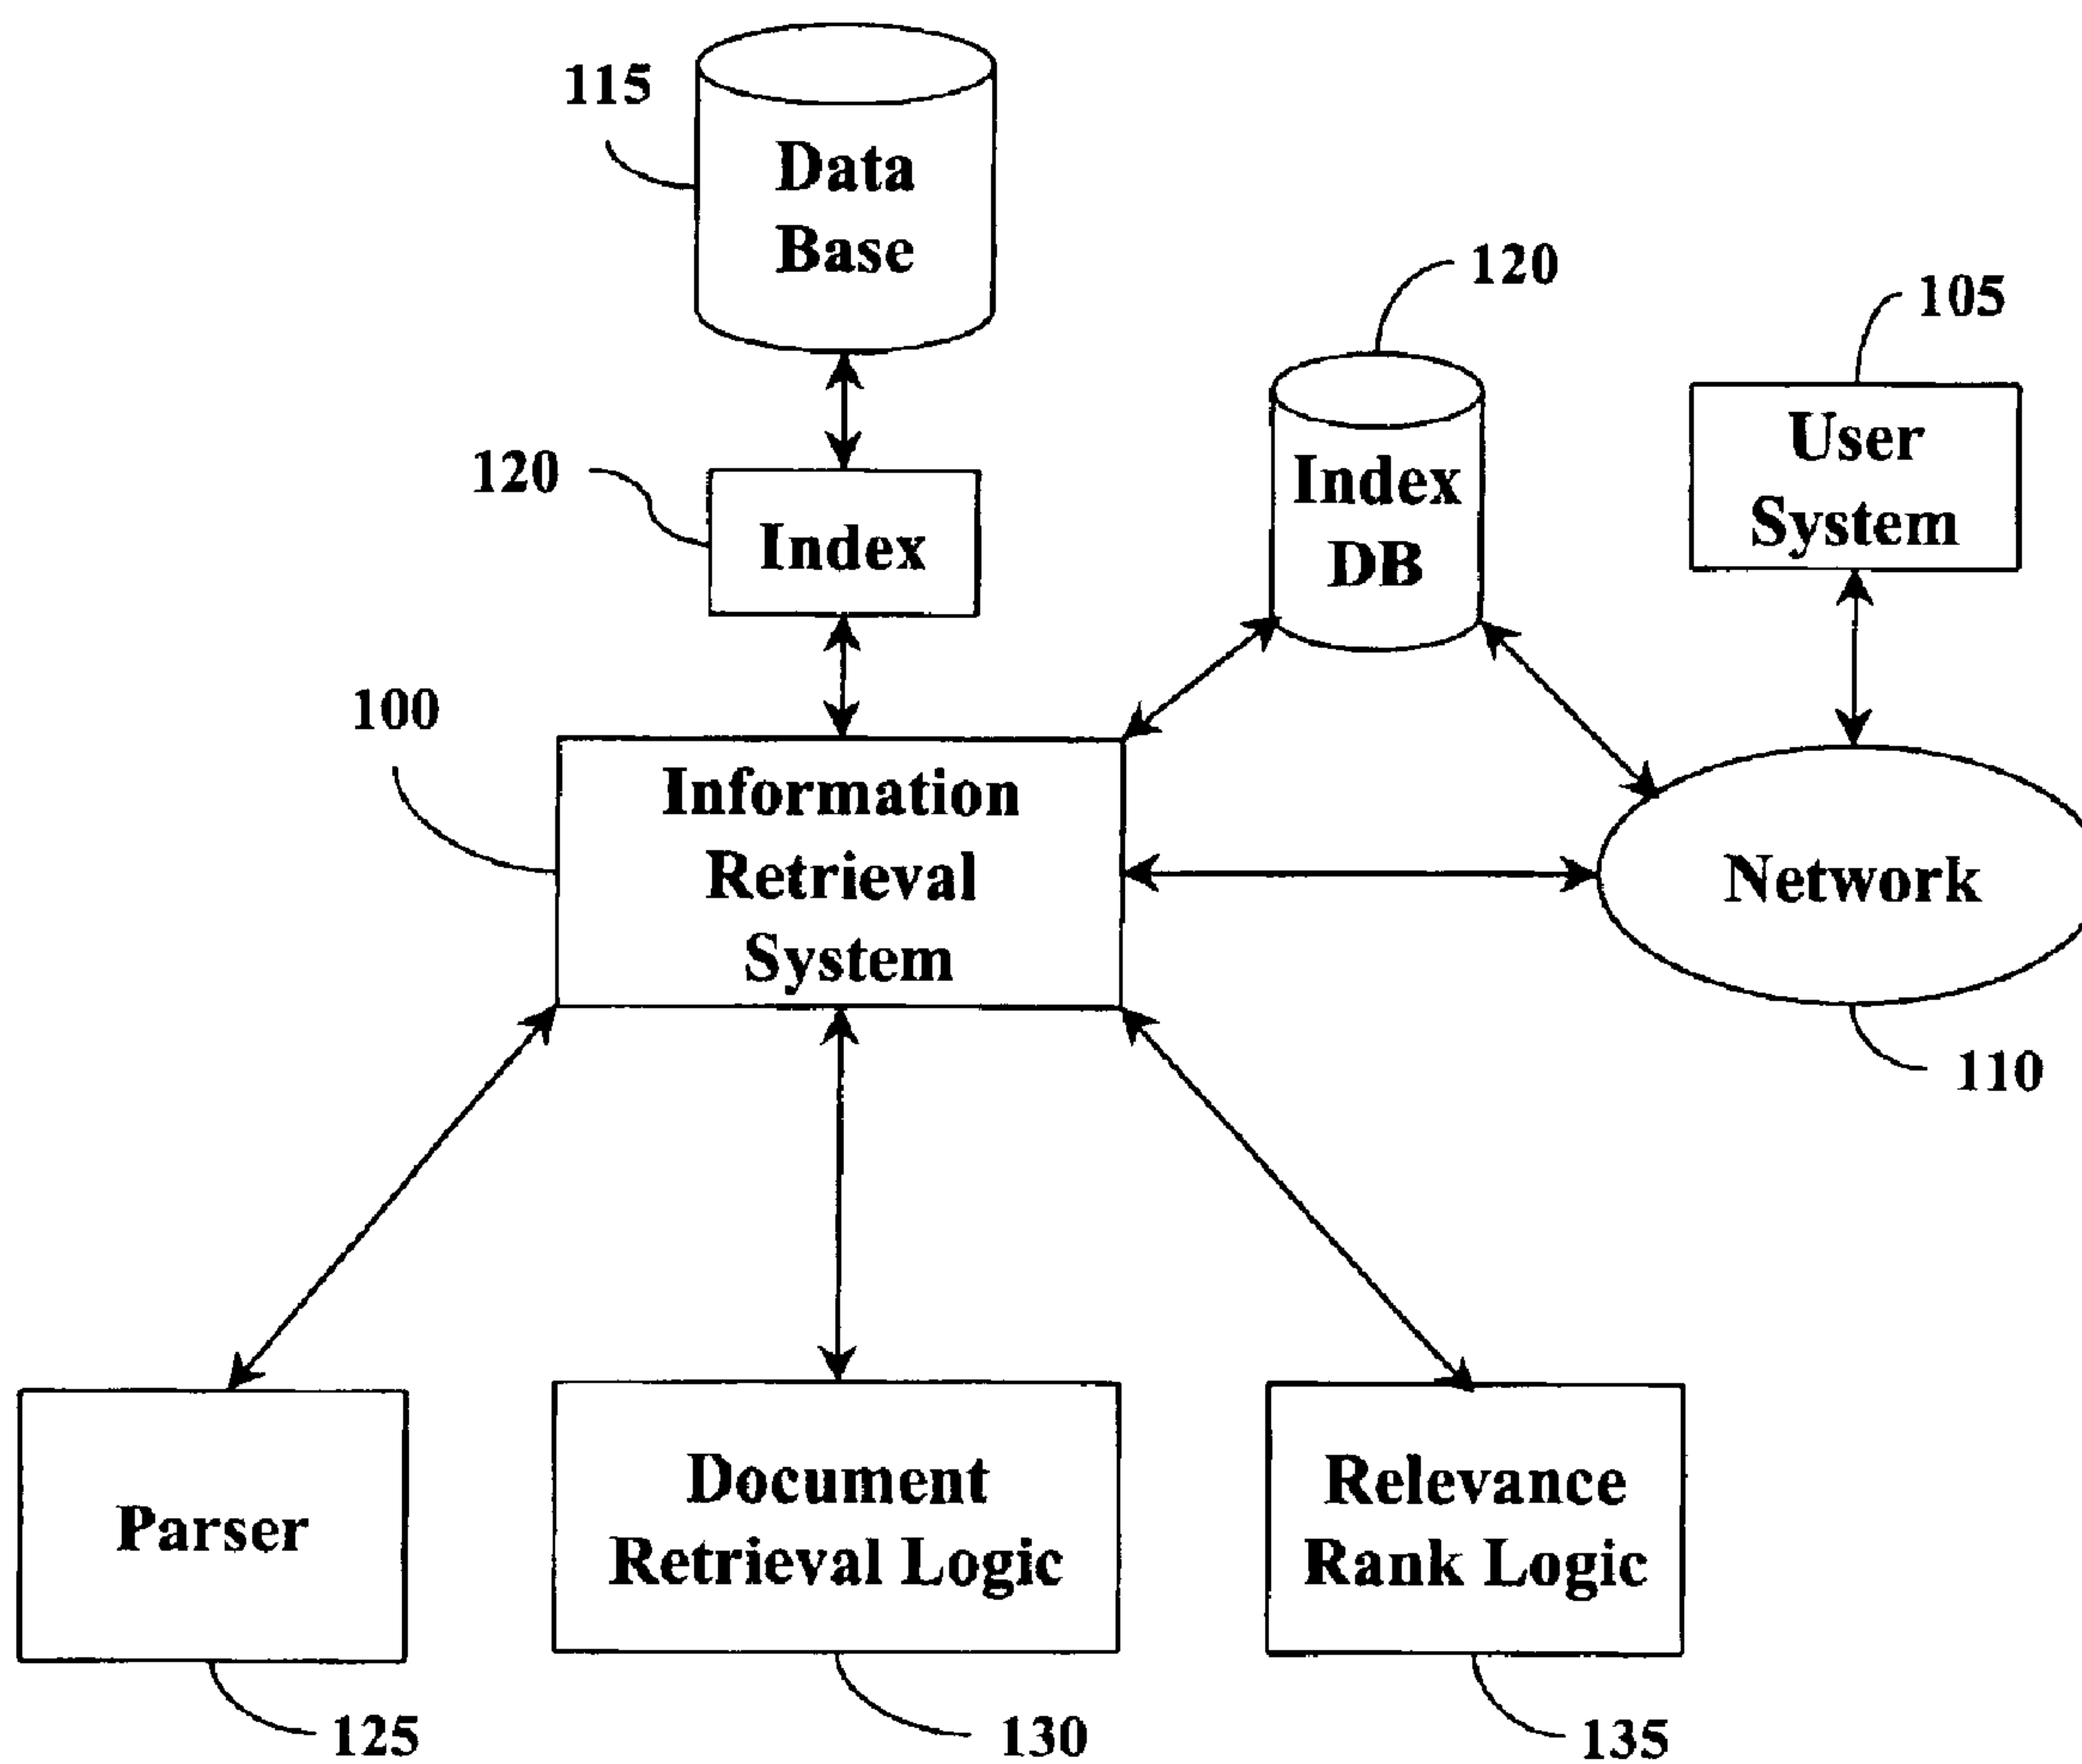 115
Data
Base
120
105
User
System
Index
DB
120
Index
100
Information
Retrieval
System
Network
110
Parser
Document
Retrieval Logic
Relevance
Rank Logic
125
130
135